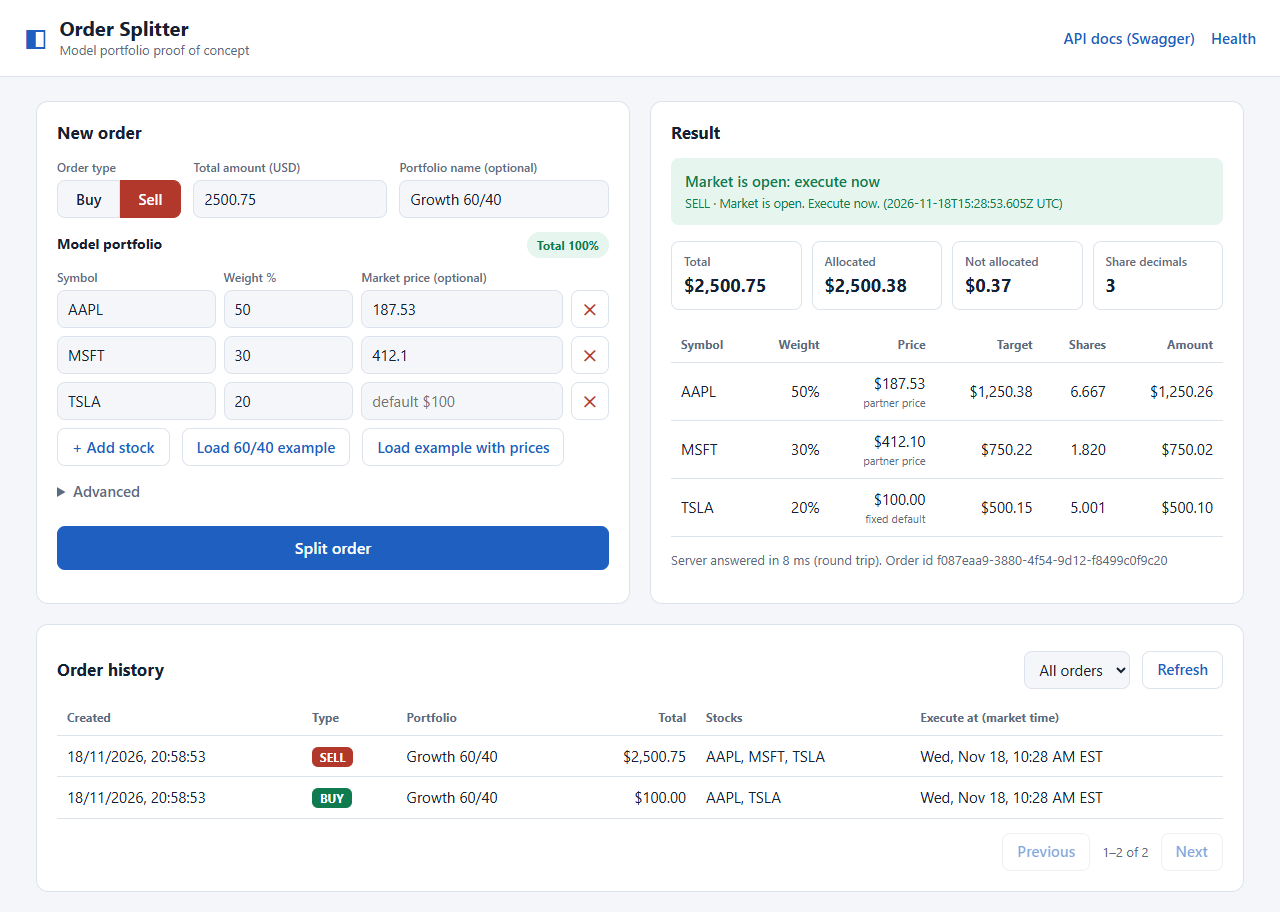 Order Splitter
Model portfolio proof of concept
API docs (Swagger) Health
New order
Order type Total amount (USD) Portfolio name (optional)
Buy Sell 2500.75 Growth 60/40
Model portfolio Total 100%
Symbol Weight % Market price (optional)
AAPL 50 187.53
MSFT 30 412.1
TSLA 20 default $100
+ Add stock Load 60/40 example Load example with prices
Advanced
Split order
Result
Market is open: execute now
SELL · Market is open. Execute now. (2026-11-18T15:28:53.605Z UTC)
Total Allocated Not allocated Share decimals
$2,500.75 $2,500.38 $0.37 3
Symbol Weight Price Target Shares Amount
AAPL 50% $187.53 $1,250.38 6.667 $1,250.26
partner price
MSFT 30% $412.10 $750.22 1.820 $750.02
partner price
TSLA 20% $100.00 $500.15 5.001 $500.10
fixed default
Server answered in 8 ms (round trip). Order id f087eaa9-3880-4f54-9d12-f8499c0f9c20
Order history All orders Refresh
Created Type Portfolio Total Stocks Execute at (market time)
18/11/2026, 20:58:53 SELL Growth 60/40 $2,500.75 AAPL, MSFT, TSLA Wed, Nov 18, 10:28 AM EST
18/11/2026, 20:58:53 BUY Growth 60/40 $100.00 AAPL, TSLA Wed, Nov 18, 10:28 AM EST
Previous 1–2 of 2 Next